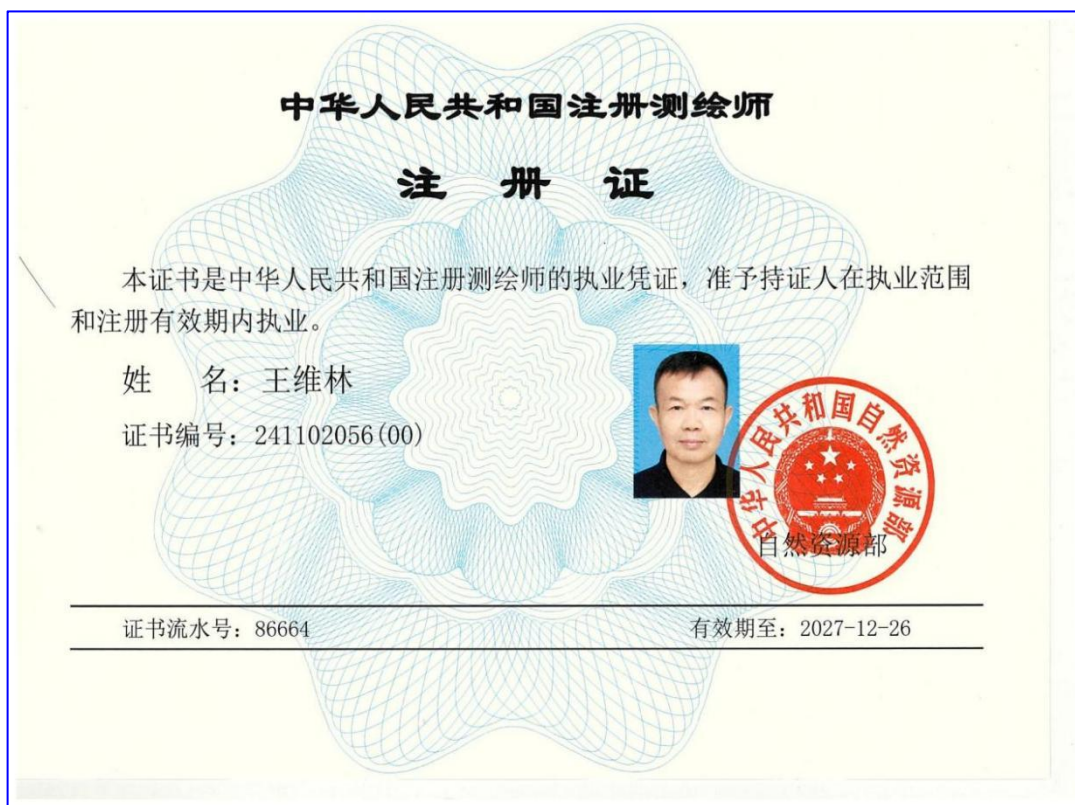 中华人民共和国注册测绘师
注 册 证
本证书是中华人民共和国注册测绘师的执业凭证，准予持证人在执业范围
和注册有效期内执业。
姓 名：王维林
证书编号：241102056(00)
中华人民共和国自然资源部
自然资源部
证书流水号：86664
有效期至：2027-12-26